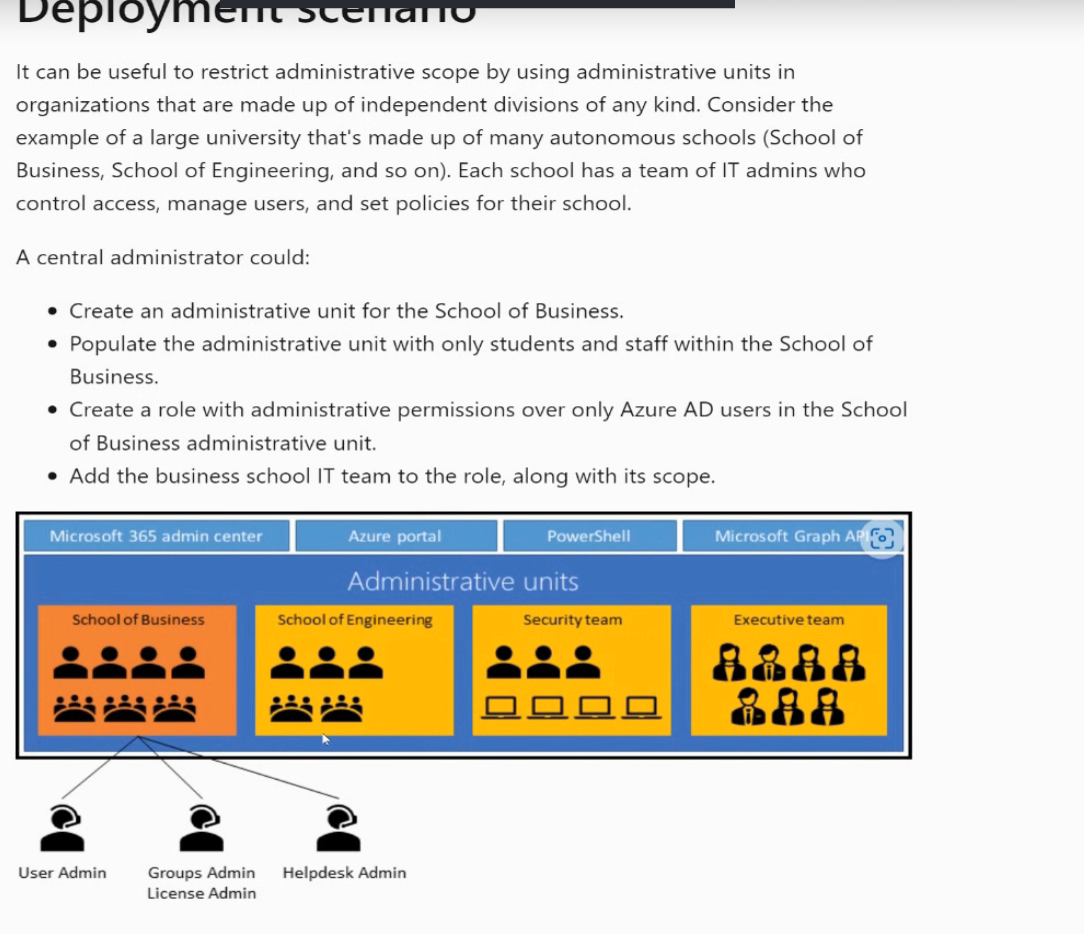 Deployment scenario
It can be useful to restrict administrative scope by using administrative units in
organizations that are made up of independent divisions of any kind. Consider the
example of a large university that's made up of many autonomous schools (School of
Business, School of Engineering, and so on). Each school has a team of IT admins who
control access, manage users, and set policies for their school.
A central administrator could:
• Create an administrative unit for the School of Business.
• Populate the administrative unit with only students and staff within the School of
Business.
• Create a role with administrative permissions over only Azure AD users in the School
of Business administrative unit.
• Add the business school IT team to the role, along with its scope.
Microsoft 365 admin center Azure portal PowerShell Microsoft Graph API
Administrative units
School of Business School of Engineering Security team Executive team
User Admin Groups Admin Helpdesk Admin
License Admin